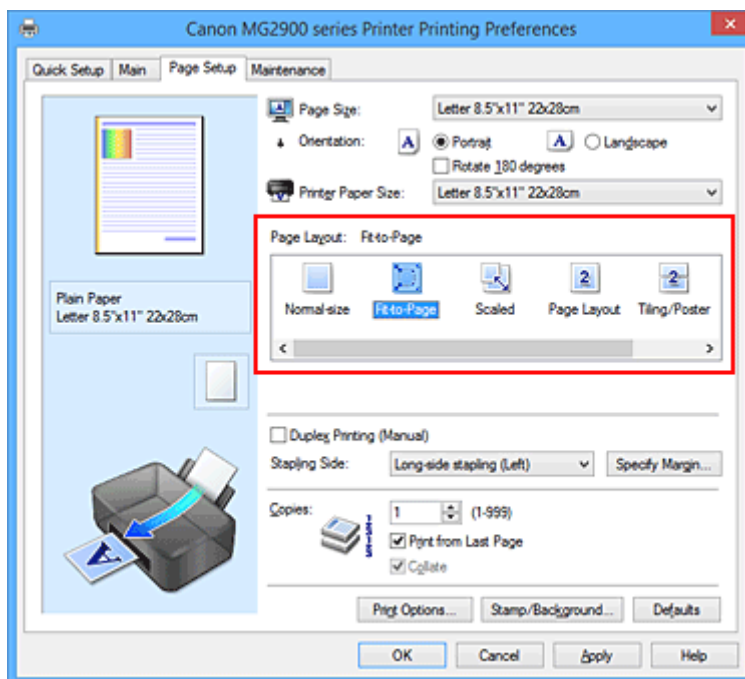 Canon MG2900 series Printer Printing Preferences
Quick Setup Main Page Setup Maintenance
Page Size: Letter 8.5"x11" 22x28cm
Orientation: A Portrait A Landscape
Rotate 180 degrees
Printer Paper Size: Letter 8.5"x11" 22x28cm
Page Layout: Fit-to-Page
Normal-size Fit-to-Page Scaled Page Layout Tiling/Poster
Plain Paper
Letter 8.5"x11" 22x28cm
Duplex Printing (Manual)
Stapling Side: Long-side stapling (Left) Specify Margin...
Copies: 1 (1-999)
Print from Last Page
Collate
Print Options... Stamp/Background... Defaults
OK Cancel Apply Help